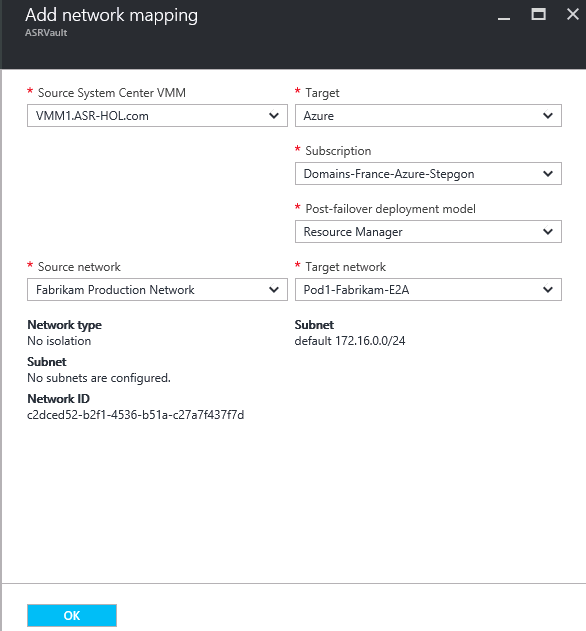 Add network mapping
ASRVault
* Source System Center VMM
VMM1.ASR-HOL.com
* Target
Azure
* Subscription
Domains-France-Azure-Stepgon
* Post-failover deployment model
Resource Manager
* Source network
Fabrikam Production Network
* Target network
Pod1-Fabrikam-E2A
Network type
No isolation
Subnet
No subnets are configured.
Network ID
c2dced52-b2f1-4536-b51a-c27a7f437f7d
Subnet
default 172.16.0.0/24
OK